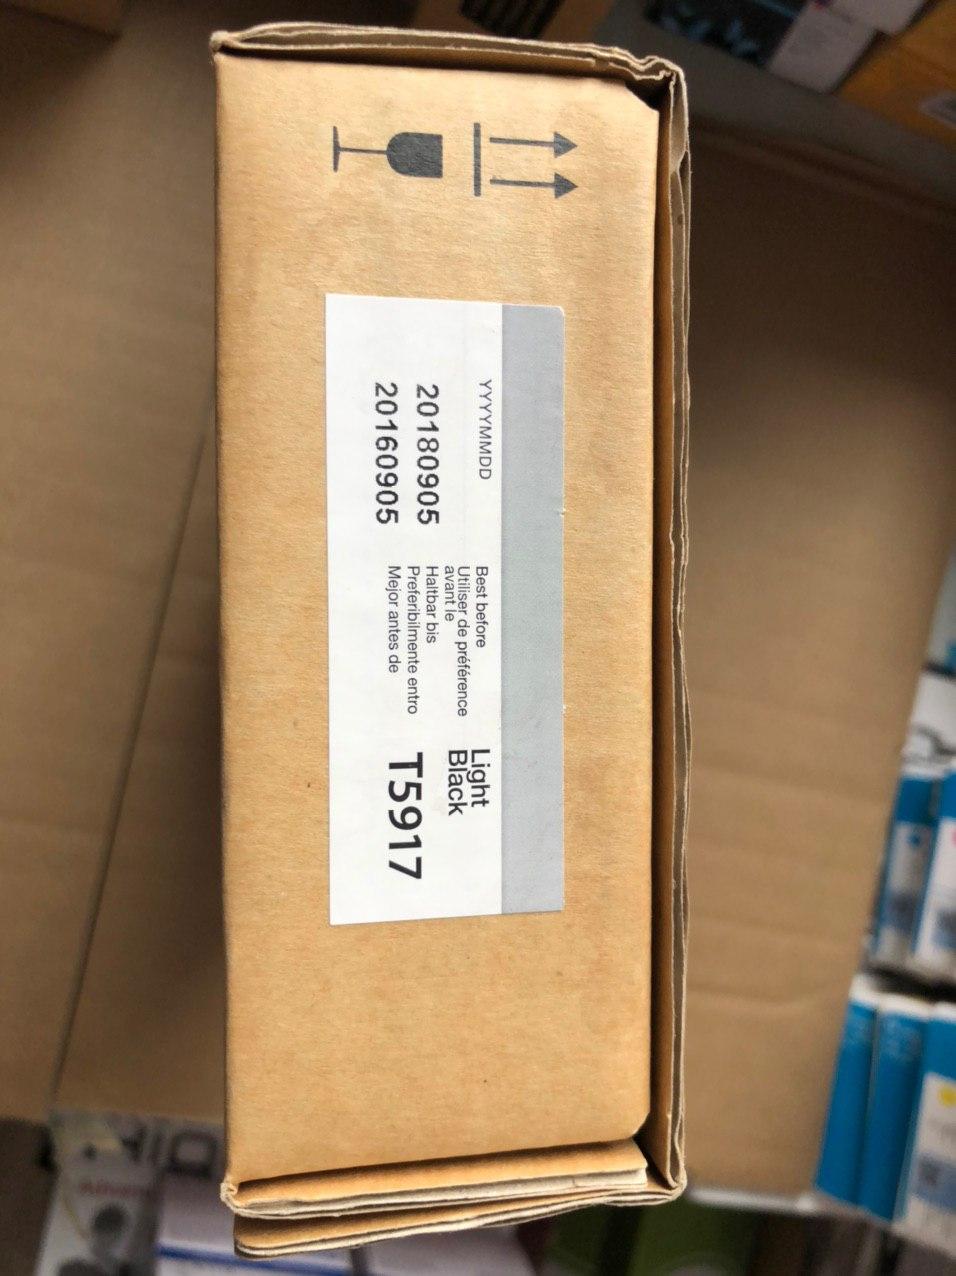 YYYYMMDD
20180905
20160905
Best before
Utiliser de préférence
avant le
Haltbar bis
Preferibilmente entro
Mejor antes de
Light
Black
T5917